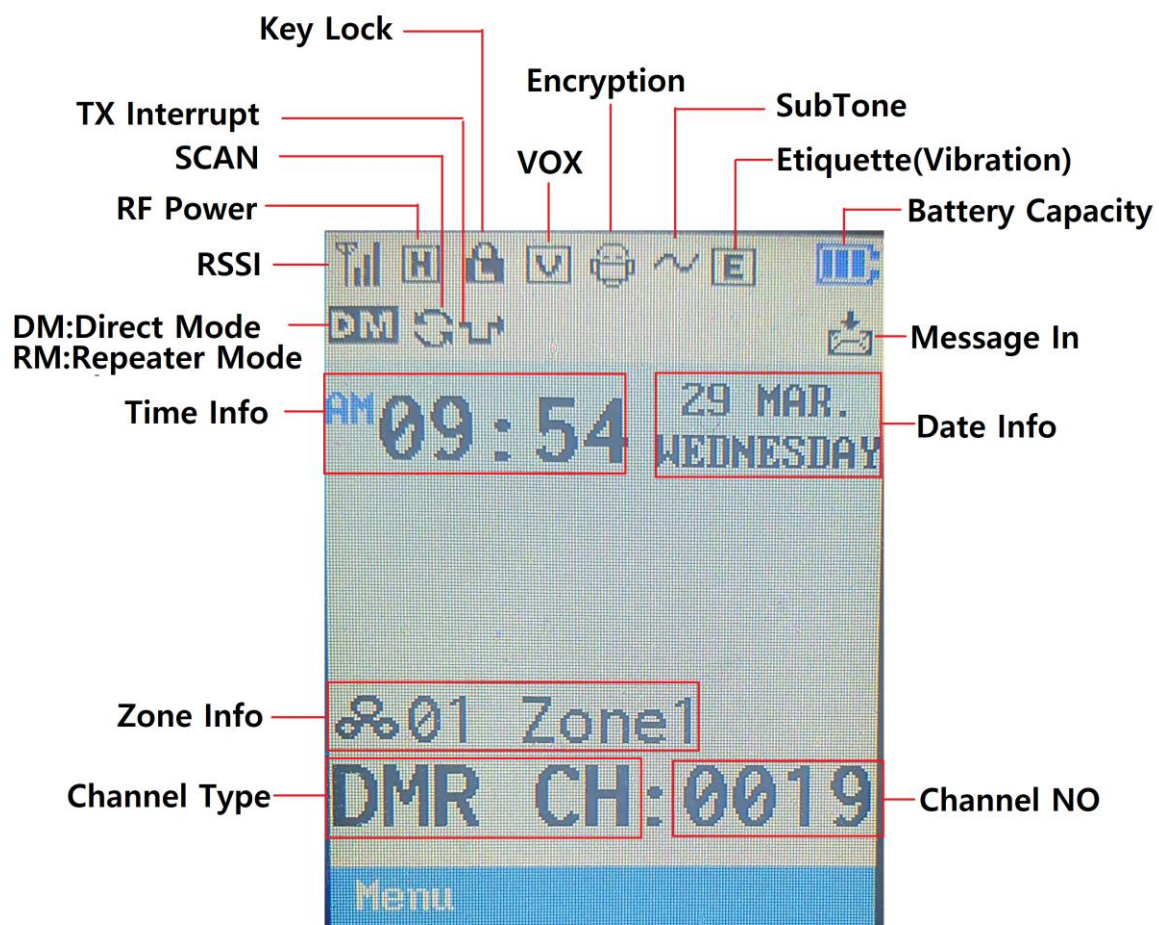 Key Lock
Encryption
TX Interrupt
SubTone
SCAN
VOX
Etiquette(Vibration)
RF Power
Battery Capacity
RSSI
H
V
E
DM:Direct Mode
RM:Repeater Mode
DM
Message In
Time Info
AM 09:54
29 MAR.
WEDNESDAY
Date Info
Zone Info
01 Zone1
Channel Type
DMR CH:0019
Channel NO
Menu